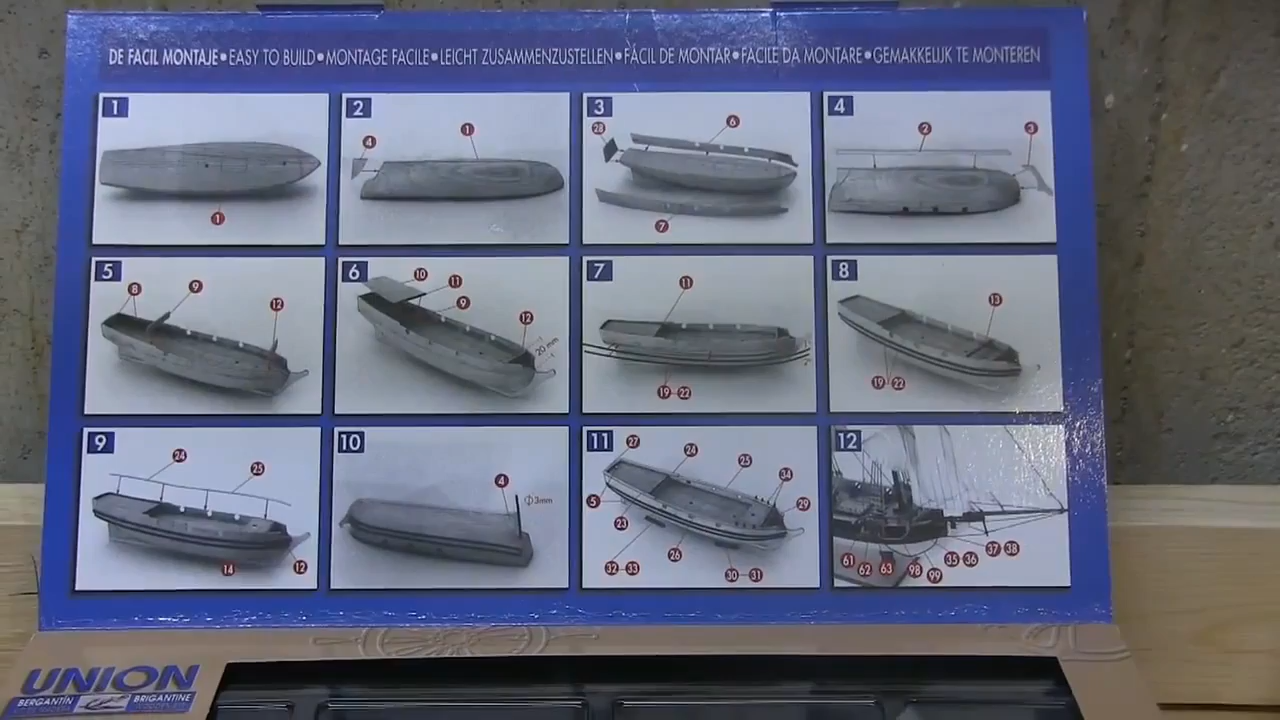 DE FACIL MONTAJE • EASY TO BUILD • MONTAGE FACILE • LEICHT ZUSAMMENZUSTELLEN • FÁCIL DE MONTAR • FACILE DA MONTARE • GEMAKKELIJK TE MONTEREN
1
1
2
4 1
3
28 6
7
4
2 3
5
8 9 12
6
10 11 9 12
20 mm
7
11
19 22
8
13
19 22
9
24 25
14 12
10
4 Φ3mm
11
27 24 25 34
5 29
23 26
32 33 30 31
12
61 62 63 98 99 35 36 37 38
UNION
BERGANTÍN BRIGANTINE